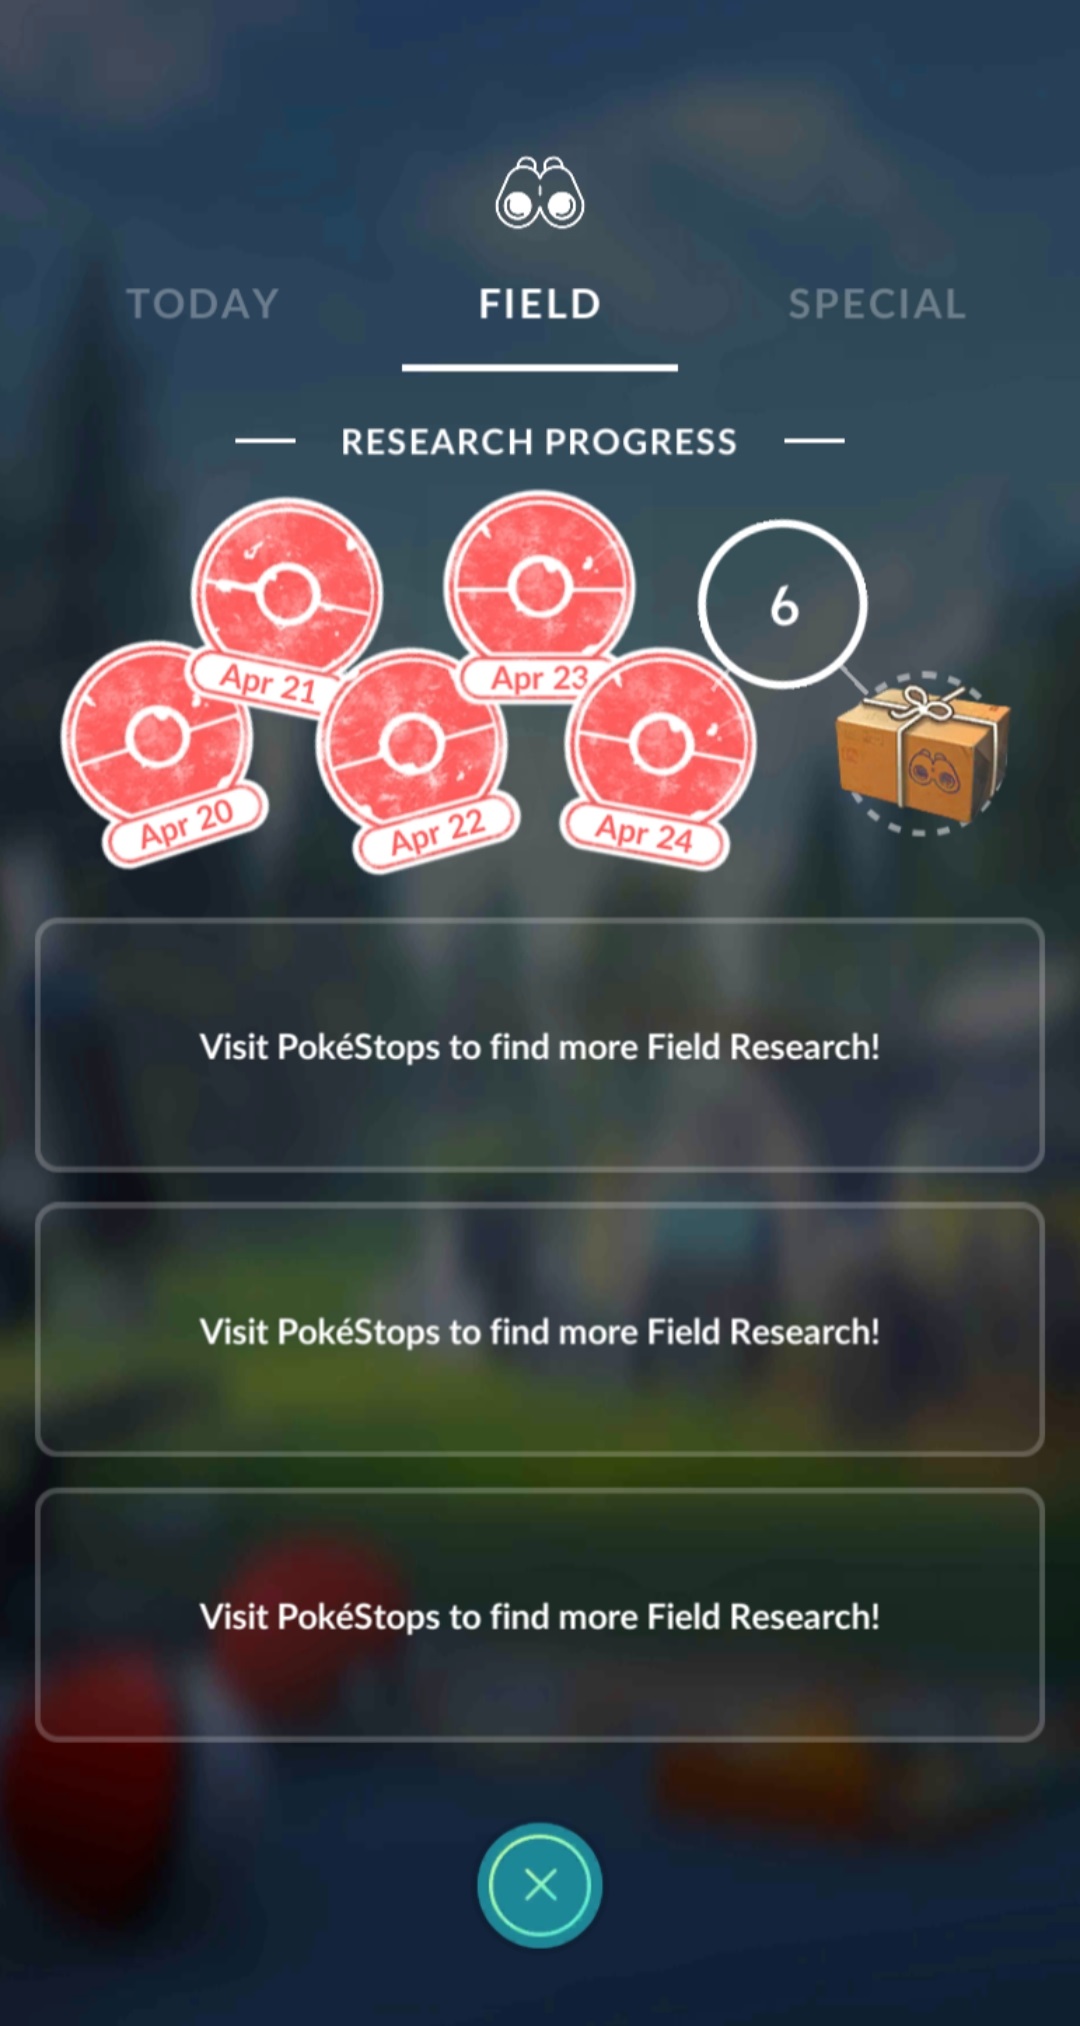 TODAY
FIELD
SPECIAL
RESEARCH PROGRESS
Apr 20
Apr 21
Apr 22
Apr 23
Apr 24
6
Visit PokéStops to find more Field Research!
Visit PokéStops to find more Field Research!
Visit PokéStops to find more Field Research!